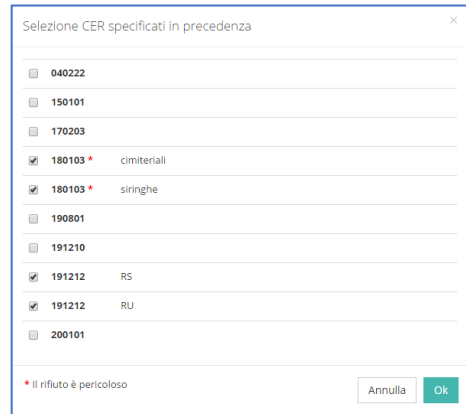 Selezione CER specificati in precedenza ×
040222
150101
170203
180103 * cimiteriali
180103 * siringhe
190801
191210
191212 RS
191212 RU
200101
* Il rifiuto è pericoloso
Annulla Ok